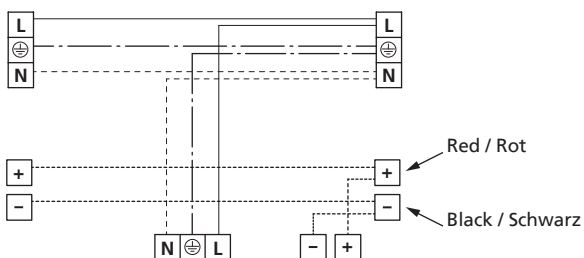 L L
⏚ ⏚
N N
+ + Red / Rot
− − Black / Schwarz
N ⏚ L − +